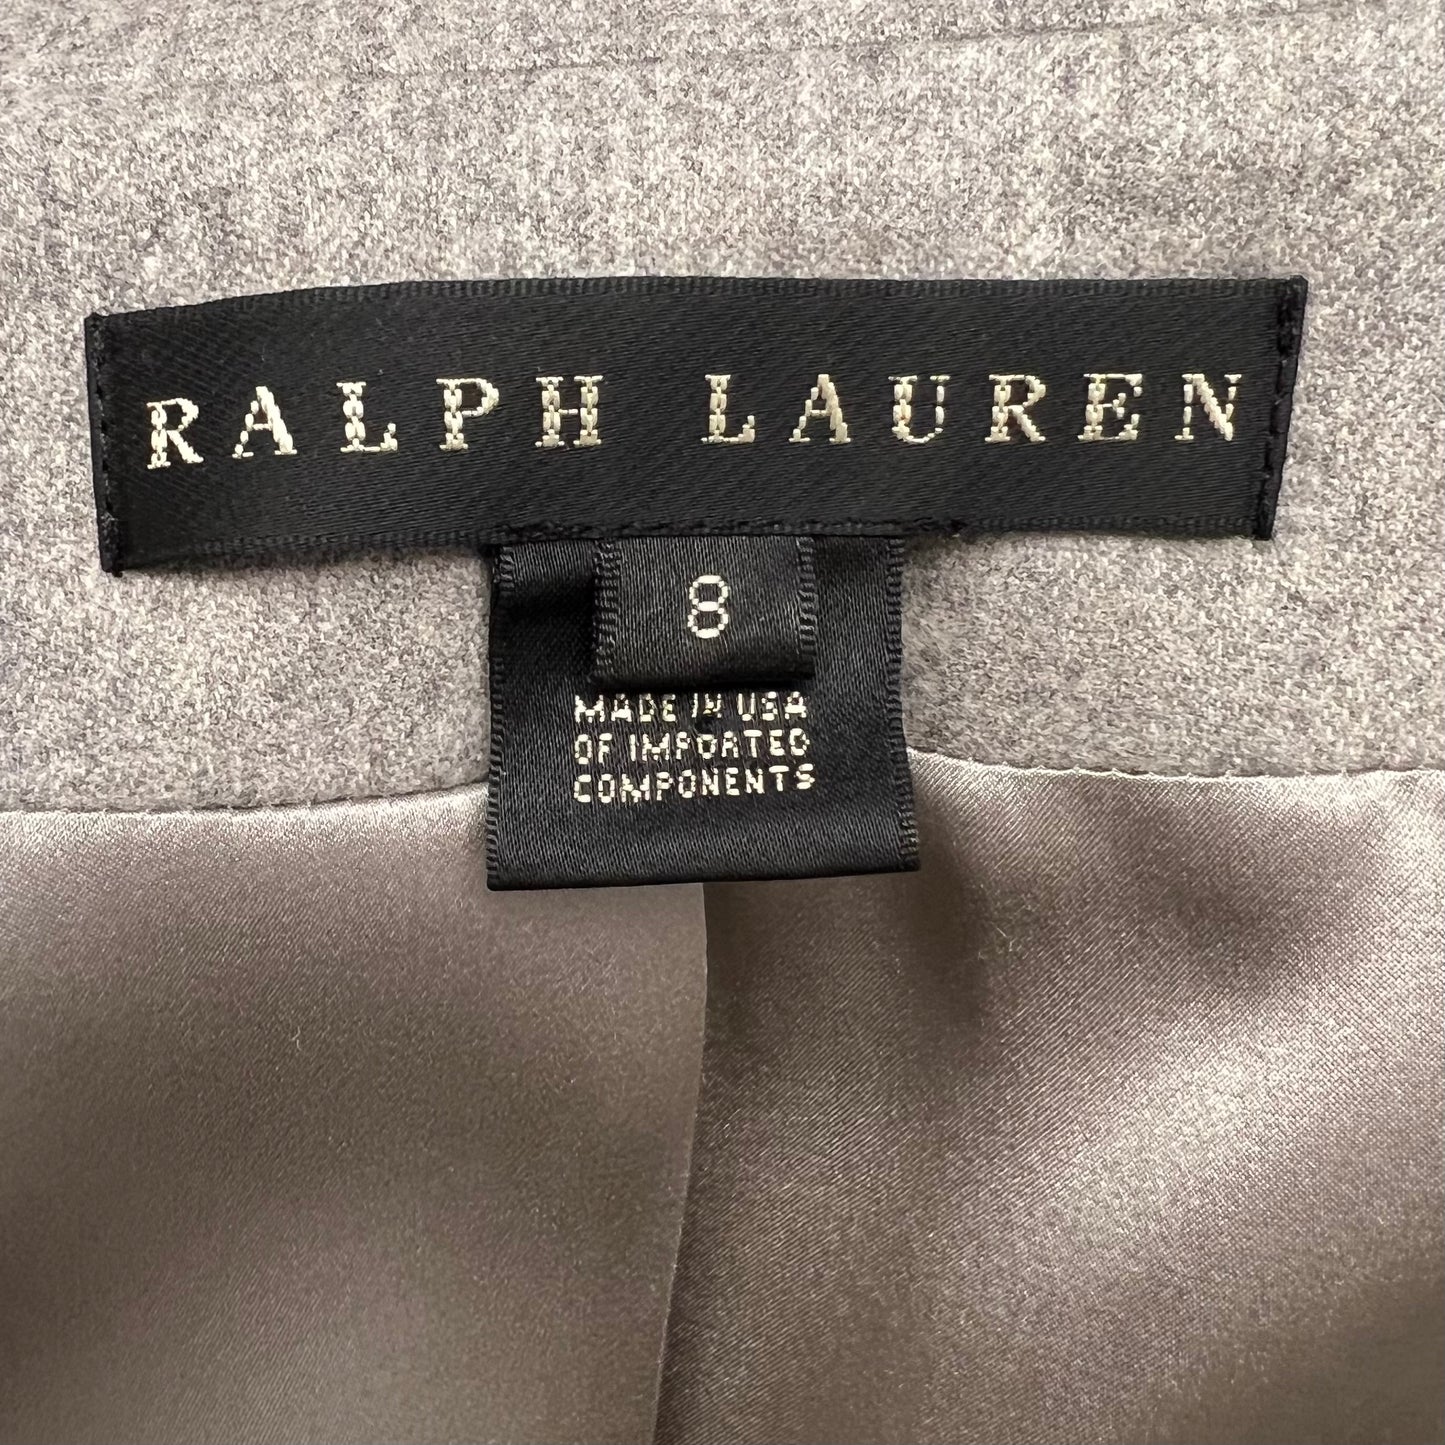 RALPH LAUREN
8
MADE IN USA
OF IMPORTED
COMPONENTS